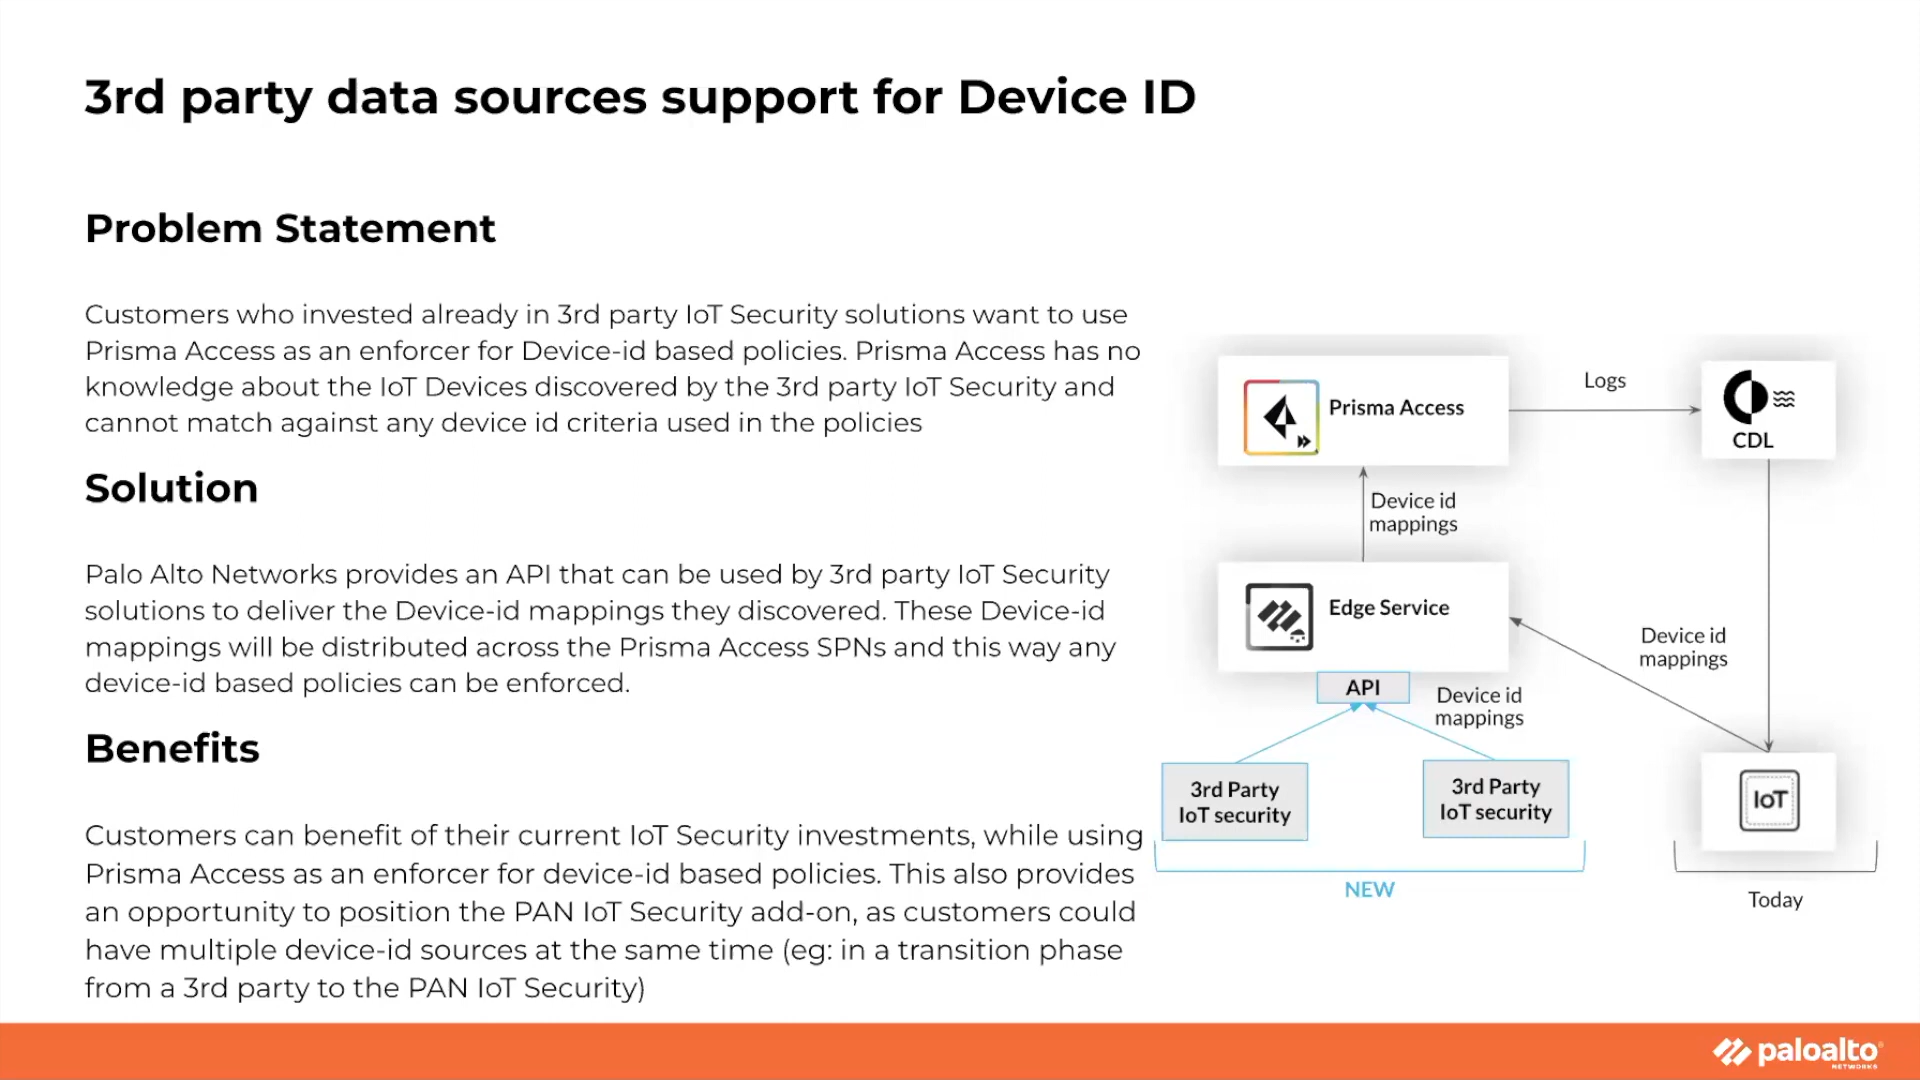 3rd party data sources support for Device ID
Problem Statement
Customers who invested already in 3rd party IoT Security solutions want to use
Prisma Access as an enforcer for Device-id based policies. Prisma Access has no
knowledge about the IoT Devices discovered by the 3rd party IoT Security and
cannot match against any device id criteria used in the policies
Solution
Palo Alto Networks provides an API that can be used by 3rd party IoT Security
solutions to deliver the Device-id mappings they discovered. These Device-id
mappings will be distributed across the Prisma Access SPNs and this way any
device-id based policies can be enforced.
Benefits
Customers can benefit of their current IoT Security investments, while using
Prisma Access as an enforcer for device-id based policies. This also provides
an opportunity to position the PAN IoT Security add-on, as customers could
have multiple device-id sources at the same time (eg: in a transition phase
from a 3rd party to the PAN IoT Security)
Prisma Access
Logs
CDL
Device id
mappings
Edge Service
Device id
mappings
API
Device id
mappings
3rd Party
IoT security
3rd Party
IoT security
IoT
NEW
Today
paloalto
NETWORKS